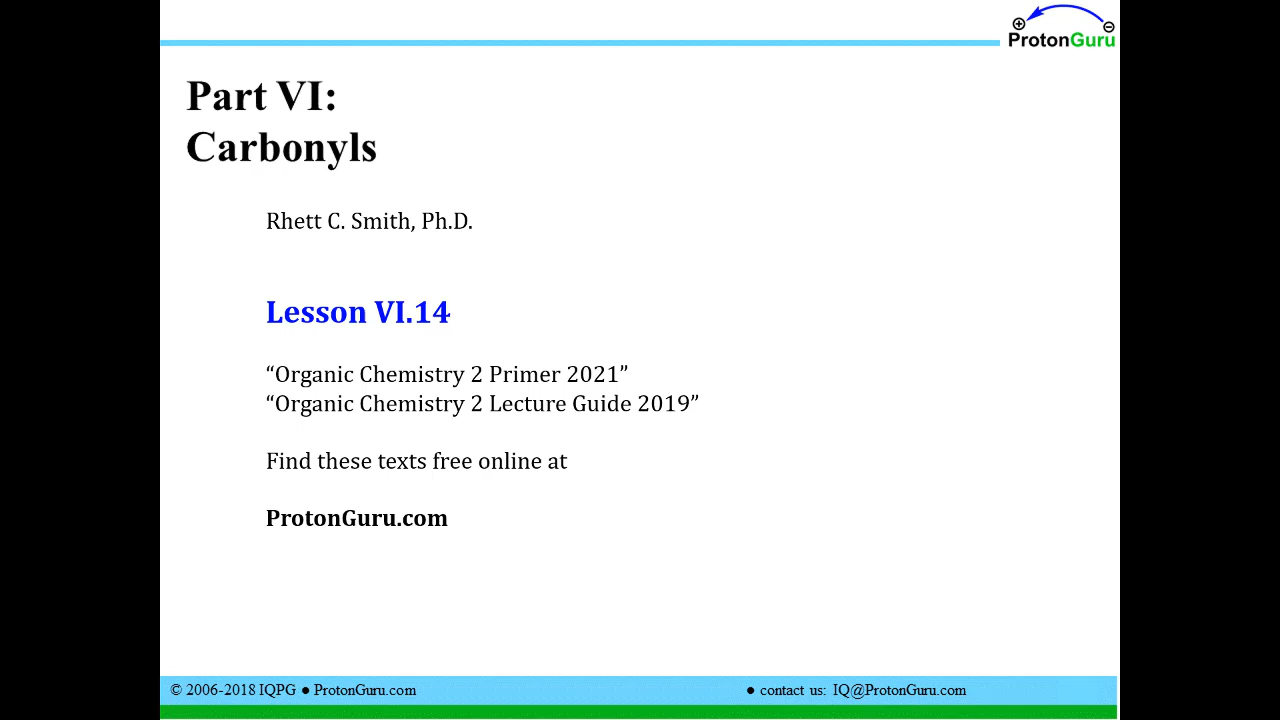 ⊕ ⊖
ProtonGuru
Part VI:
Carbonyls
Rhett C. Smith, Ph.D.
Lesson VI.14
“Organic Chemistry 2 Primer 2021”
“Organic Chemistry 2 Lecture Guide 2019”
Find these texts free online at
ProtonGuru.com
© 2006-2018 IQPG ● ProtonGuru.com
● contact us: IQ@ProtonGuru.com